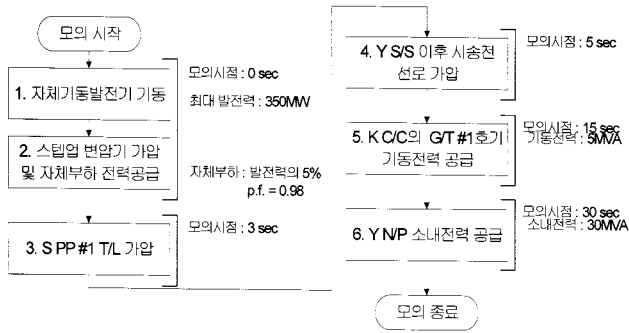 모의 시작
1. 자체기동발전기 기동
모의시점 : 0 sec
최대 발전력 : 350MW
2. 스텝업 변압기 가압
및 자체부하 전력공급
자체부하 : 발전력의 5%
p.f. = 0.98
3. S PP #1 T/L 가압
모의시점 : 3 sec
4. Y S/S 이후 시송전
선로 가압
모의시점 : 5 sec
5. K C/C의 G/T #1호기
기동전력 공급
모의시점 : 15 sec
기동전력 : 5MVA
6. Y N/P 소내전력 공급
모의시점 : 30 sec
소내전력 : 30MVA
모의 종료